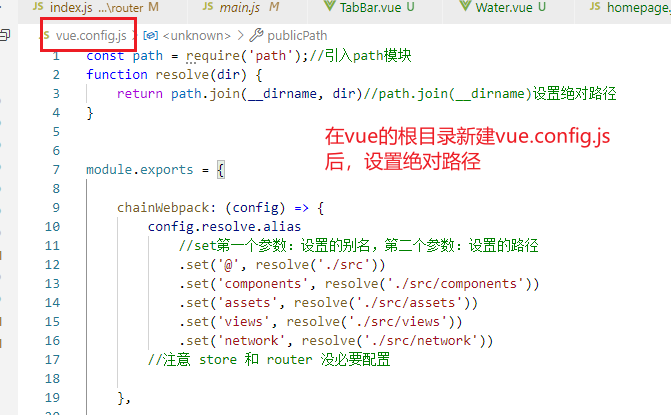 index.js ...\router main.js TabBar.vue Water.vue homepage.
JS vue.config.js > <unknown> > publicPath
1 const path = require('path');//引入path模块
2 function resolve(dir) {
3 return path.join(__dirname, dir)//path.join(__dirname)设置绝对路径
4 }
5
6
7 module.exports = {
8
9 chainWebpack: (config) => {
10 config.resolve.alias
11 //set第一个参数：设置的别名，第二个参数：设置的路径
12 .set('@', resolve('./src'))
13 .set('components', resolve('./src/components'))
14 .set('assets', resolve('./src/assets'))
15 .set('views', resolve('./src/views'))
16 .set('network', resolve('./src/network'))
17 //注意 store 和 router 没必要配置
18
19 },
在vue的根目录新建vue.config.js
后，设置绝对路径